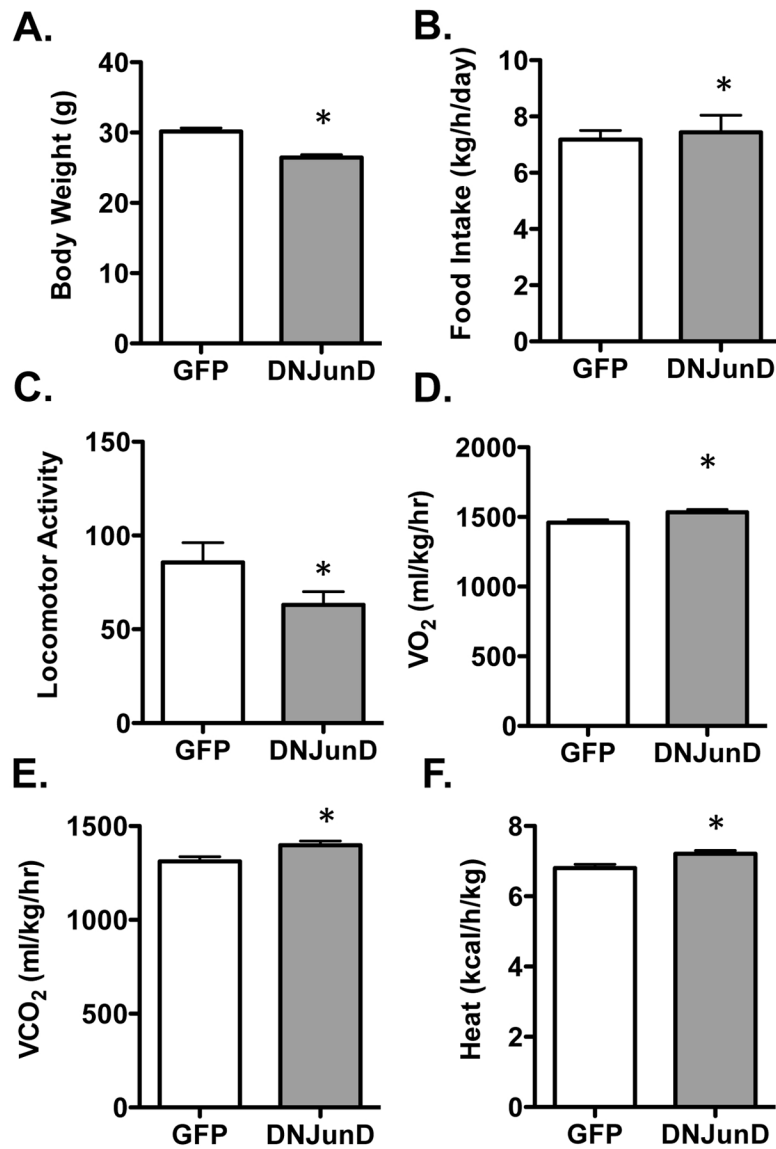 A.
Body Weight (g)
40
30
20
10
0
*
GFP DNJunD
B.
Food Intake (kg/h/day)
10
8
6
4
2
0
*
GFP DNJunD
C.
Locomotor Activity
150
100
50
0
*
GFP DNJunD
D.
VO₂ (ml/kg/hr)
2000
1500
1000
500
0
*
GFP DNJunD
E.
VCO₂ (ml/kg/hr)
1500
1000
500
0
*
GFP DNJunD
F.
Heat (kcal/h/kg)
8
6
4
2
0
*
GFP DNJunD